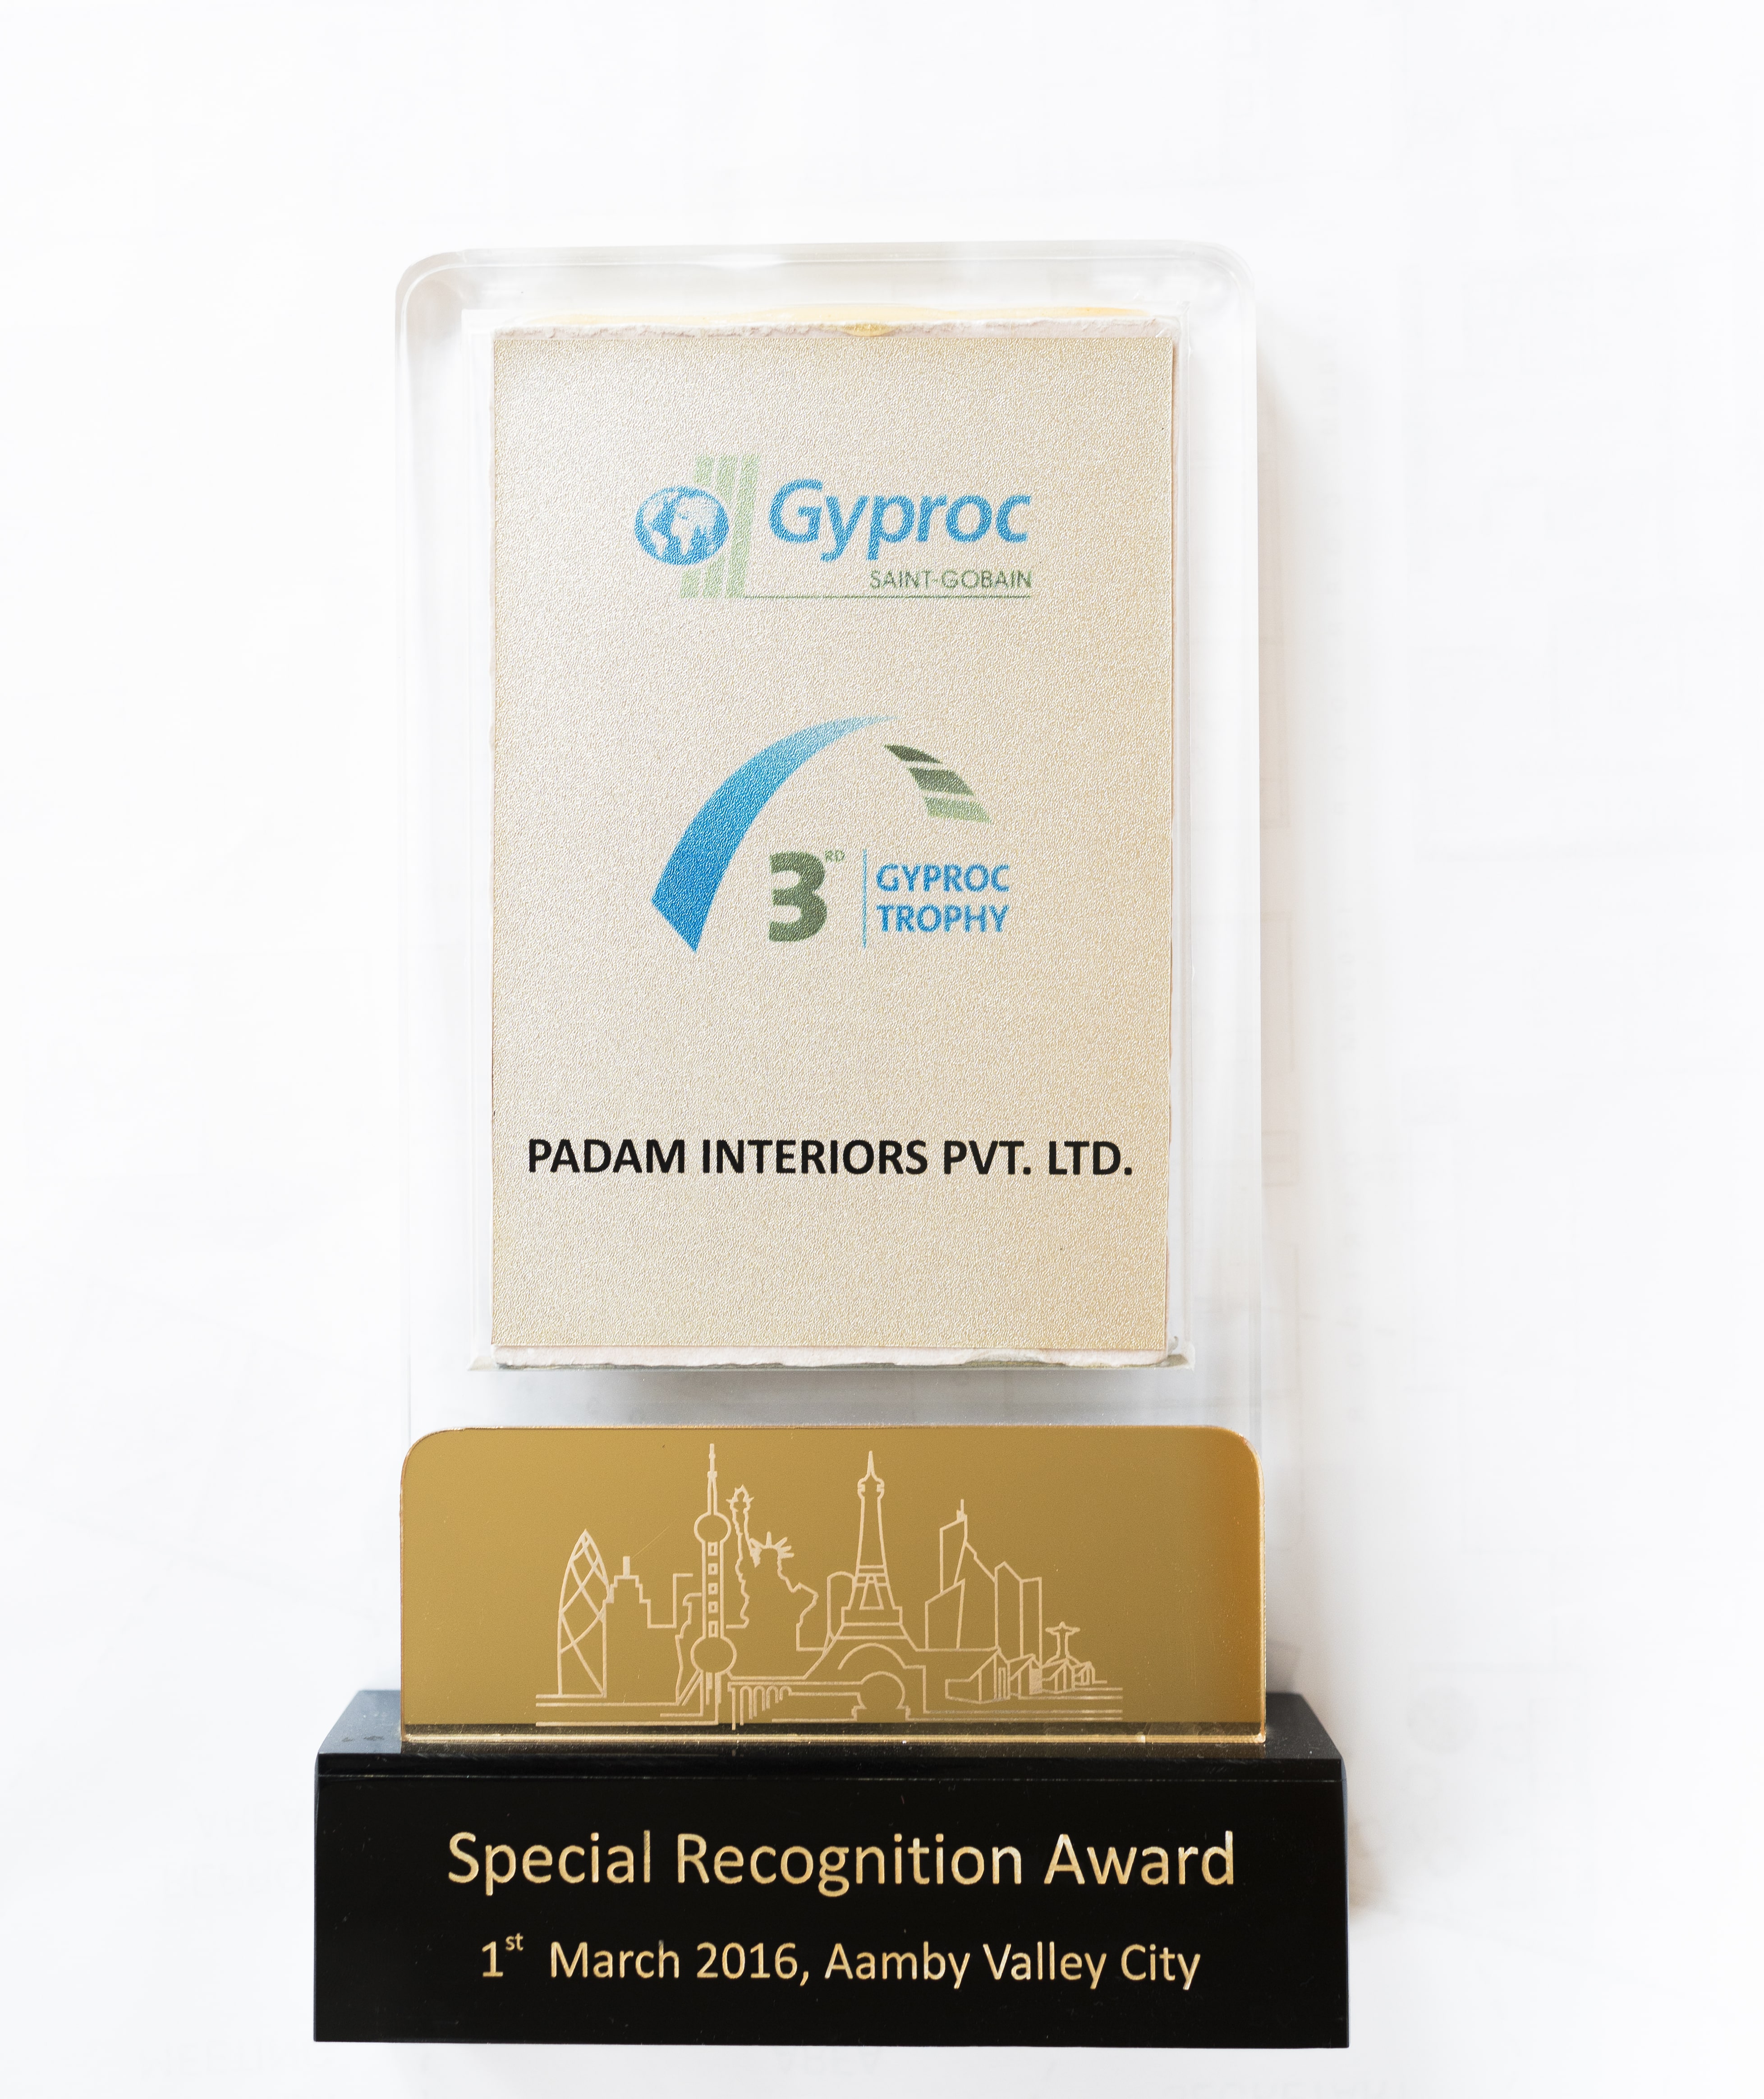 Gyproc
SAINT-GOBAIN
3RD GYPROC
TROPHY
PADAM INTERIORS PVT. LTD.
Special Recognition Award
1st March 2016, Aamby Valley City